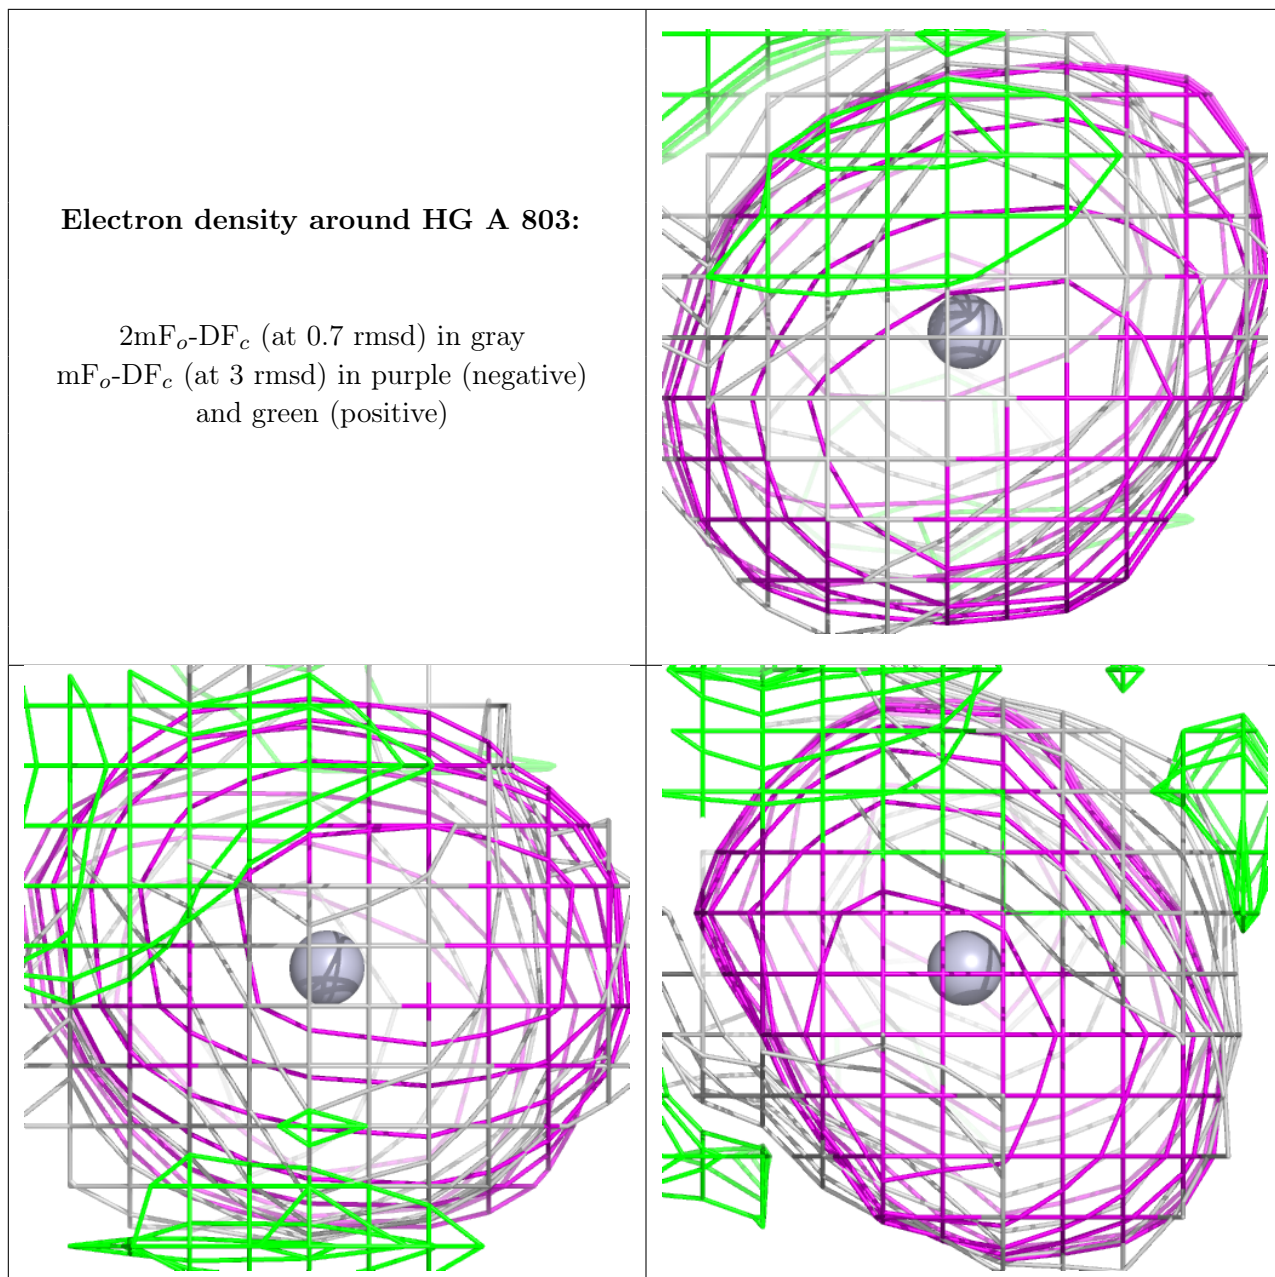 Electron density around HG A 803:
2mFo-DFc (at 0.7 rmsd) in gray
mFo-DFc (at 3 rmsd) in purple (negative)
and green (positive)